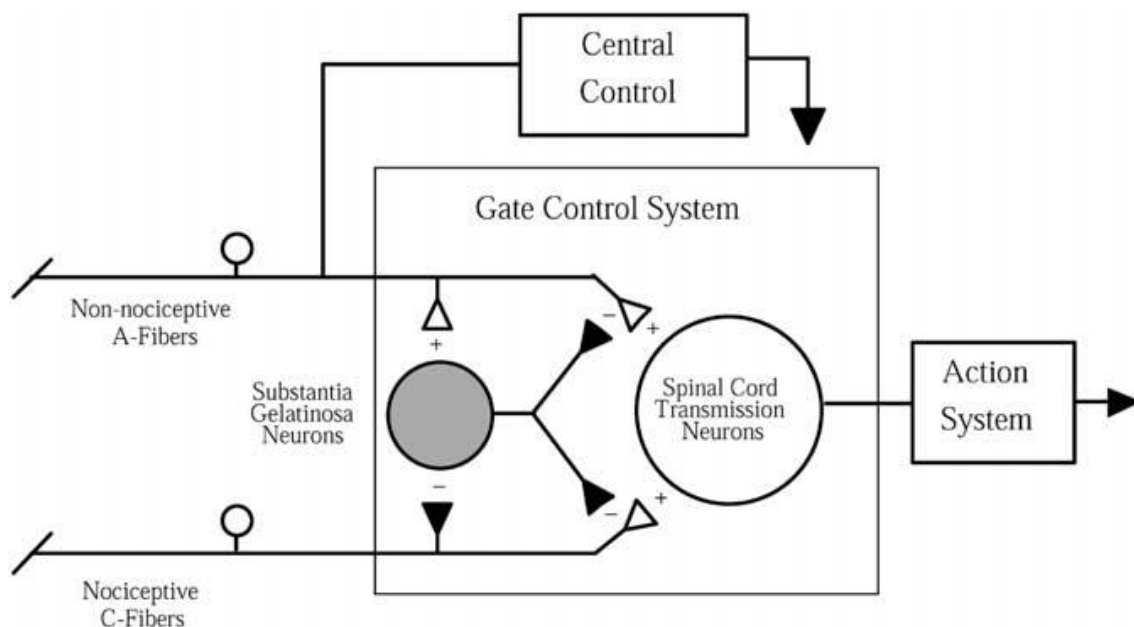 Central
Control
Gate Control System
Non-nociceptive
A-Fibers
+
−
+
Substantia
Gelatinosa
Neurons
Spinal Cord
Transmission
Neurons
Action
System
−
−
+
Nociceptive
C-Fibers